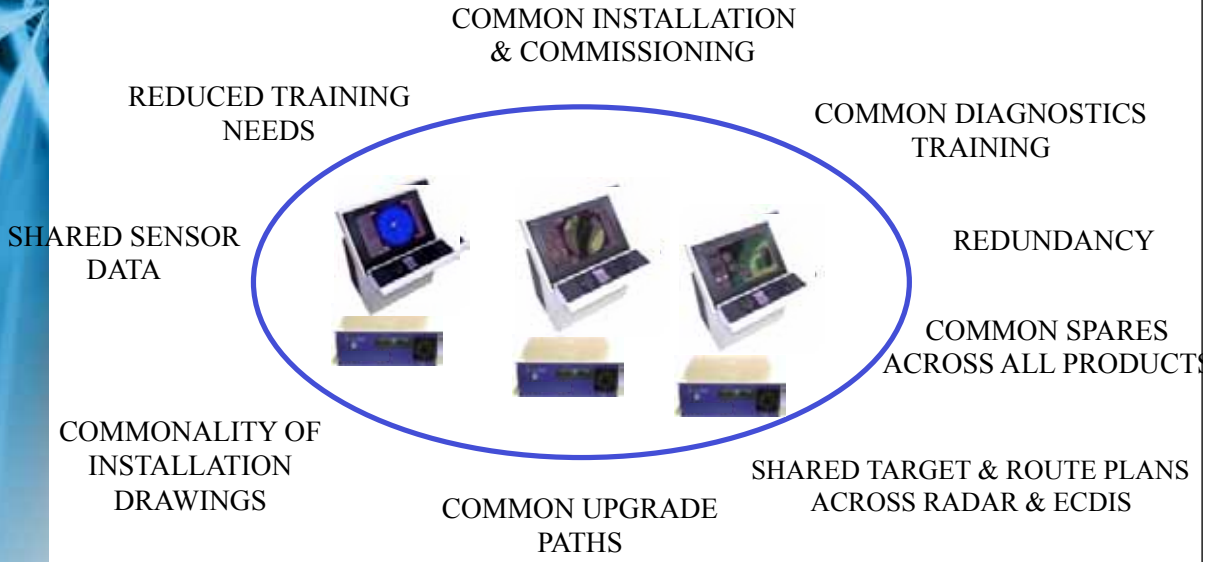 COMMON INSTALLATION
& COMMISSIONING
REDUCED TRAINING
NEEDS
COMMON DIAGNOSTICS
TRAINING
SHARED SENSOR
DATA
REDUNDANCY
COMMON SPARES
ACROSS ALL PRODUCTS
COMMONALITY OF
INSTALLATION
DRAWINGS
SHARED TARGET & ROUTE PLANS
ACROSS RADAR & ECDIS
COMMON UPGRADE
PATHS